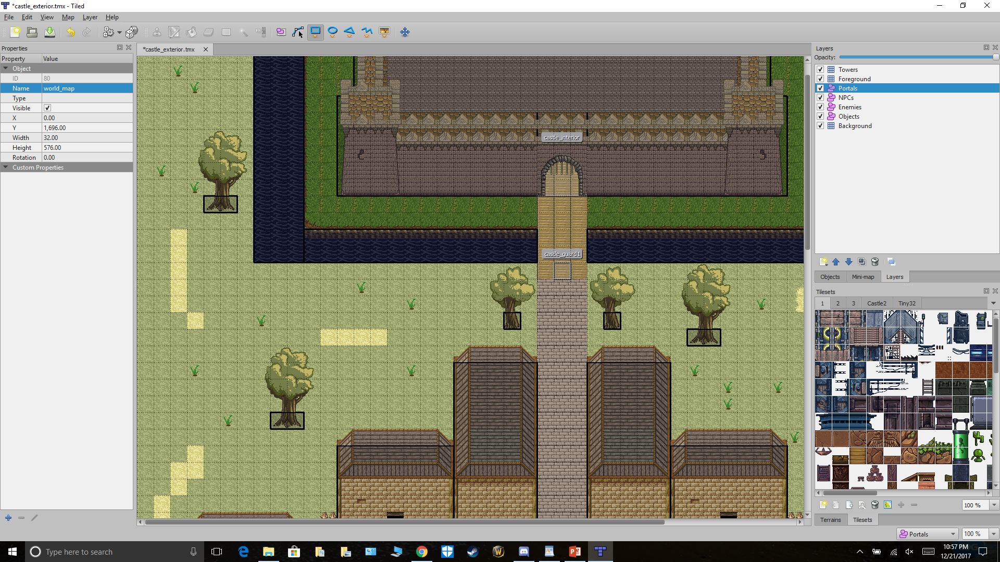 *castle_exterior.tmx - Tiled
File Edit View Map Layer Help
Properties
Property Value
Object
ID 80
Name world_map
Type
Visible
X 0.00
Y 1,696.00
Width 32.00
Height 576.00
Rotation 0.00
Custom Properties
*castle_exterior.tmx
castle_interior
castle_guard1
Layers
Opacity:
Towers
Foreground
Portals
NPCs
Enemies
Objects
Background
Objects Mini-map Layers
Tilesets
1 2 3 Castle2 Tiny32
100 %
Terrains Tilesets
Portals 100 %
Type here to search
10:57 PM
12/21/2017